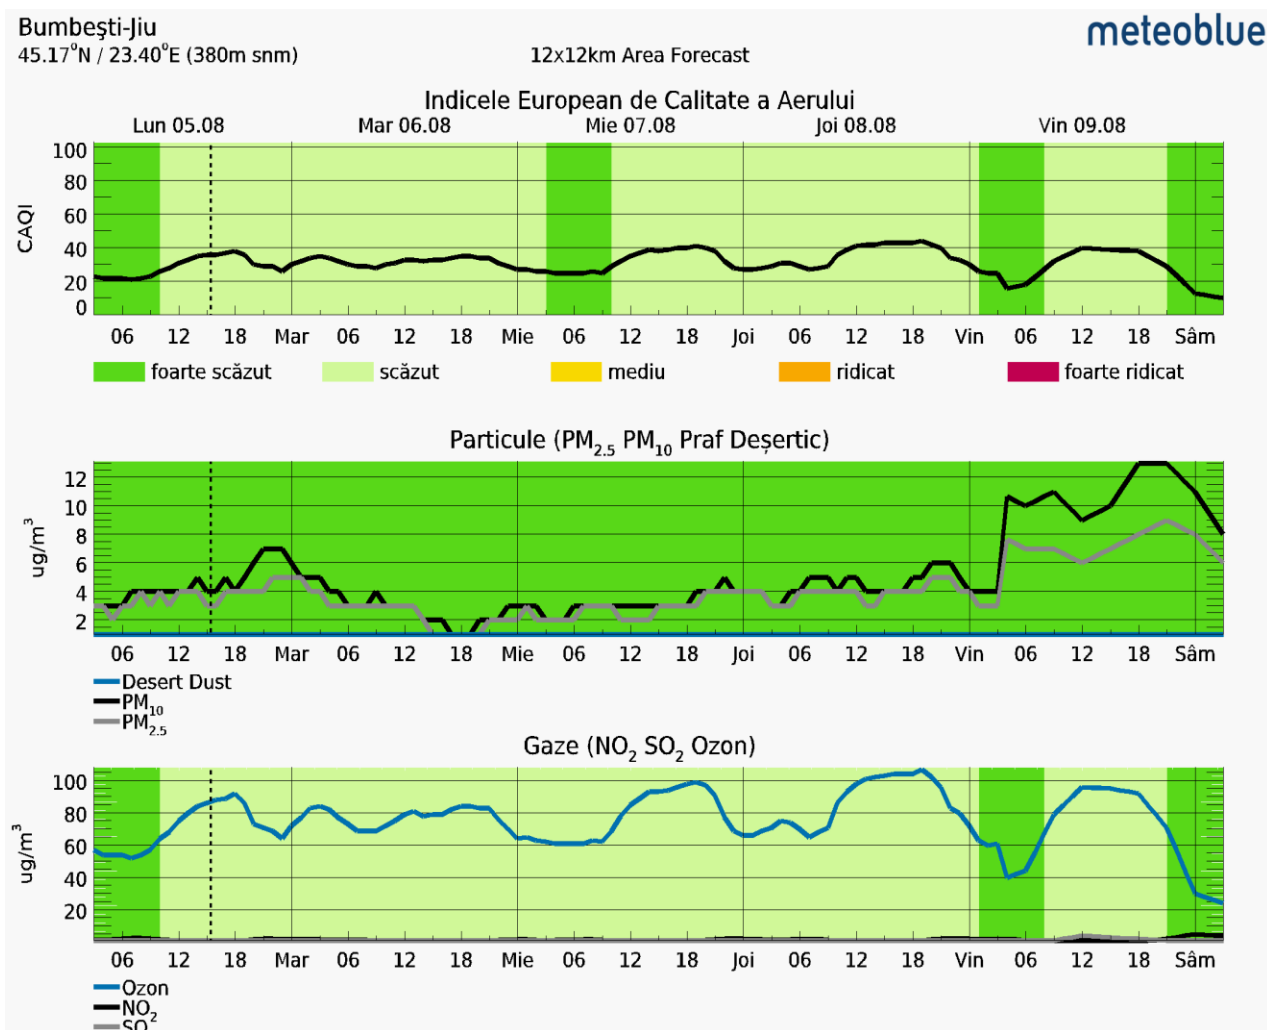 Bumbeşti-Jiu
meteoblue
45.17°N / 23.40°E (380m snm)
12x12km Area Forecast
Indicele European de Calitate a Aerului
Lun 05.08 Mar 06.08 Mie 07.08 Joi 08.08 Vin 09.08
CAQI
100
80
60
40
20
0
06 12 18 Mar 06 12 18 Mie 06 12 18 Joi 06 12 18 Vin 06 12 18 Sâm
foarte scăzut scăzut mediu ridicat foarte ridicat
Particule (PM2.5 PM10 Praf Deșertic)
ug/m³
12
10
8
6
4
2
06 12 18 Mar 06 12 18 Mie 06 12 18 Joi 06 12 18 Vin 06 12 18 Sâm
Desert Dust
PM10
PM2.5
Gaze (NO2 SO2 Ozon)
ug/m³
100
80
60
40
20
06 12 18 Mar 06 12 18 Mie 06 12 18 Joi 06 12 18 Vin 06 12 18 Sâm
Ozon
NO2
SO2